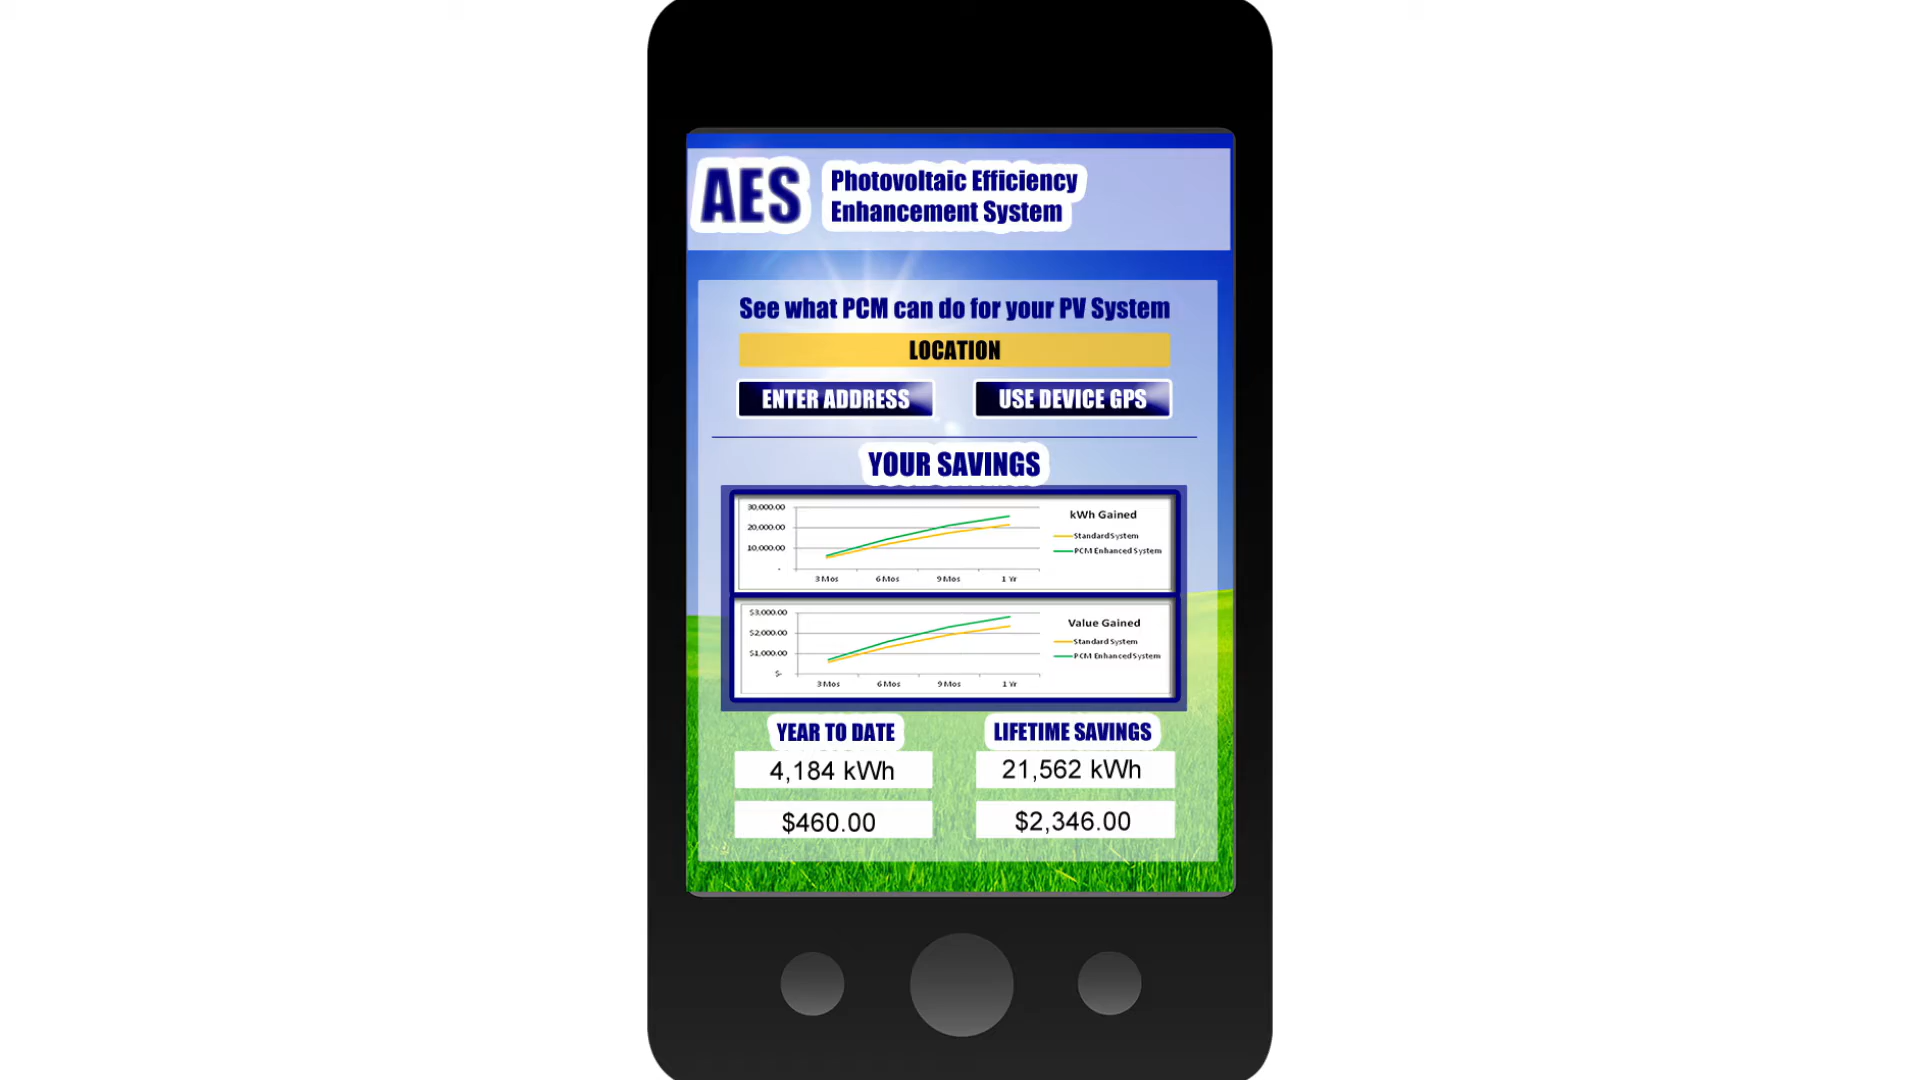 AES
Photovoltaic Efficiency
Enhancement System
See what PCM can do for your PV System
LOCATION
ENTER ADDRESS
USE DEVICE GPS
YOUR SAVINGS
30,000.00
20,000.00
10,000.00
-
3 Mos
6 Mos
9 Mos
1 Yr
kWh Gained
Standard System
PCM Enhanced System
$3,000.00
$2,000.00
$1,000.00
$-
3 Mos
6 Mos
9 Mos
1 Yr
Value Gained
Standard System
PCM Enhanced System
YEAR TO DATE
4,184 kWh
$460.00
LIFETIME SAVINGS
21,562 kWh
$2,346.00